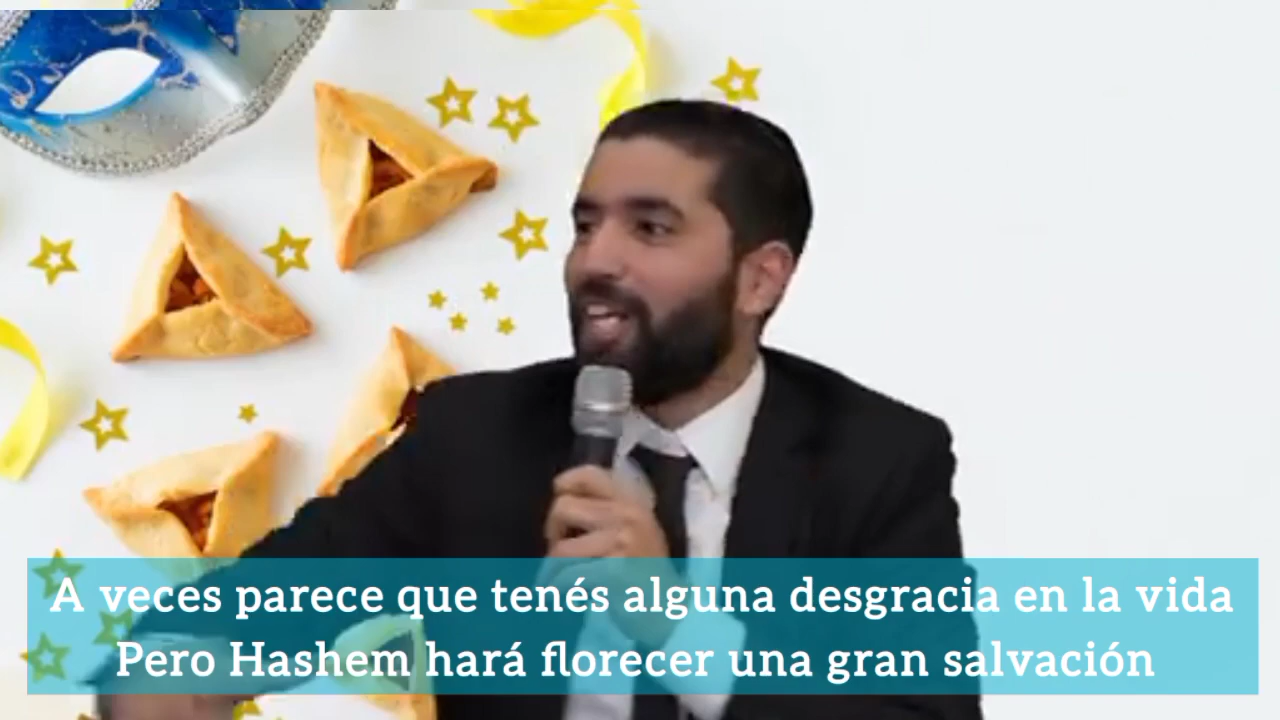 A veces parece que tenés alguna desgracia en la vida
Pero Hashem hará florecer una gran salvación